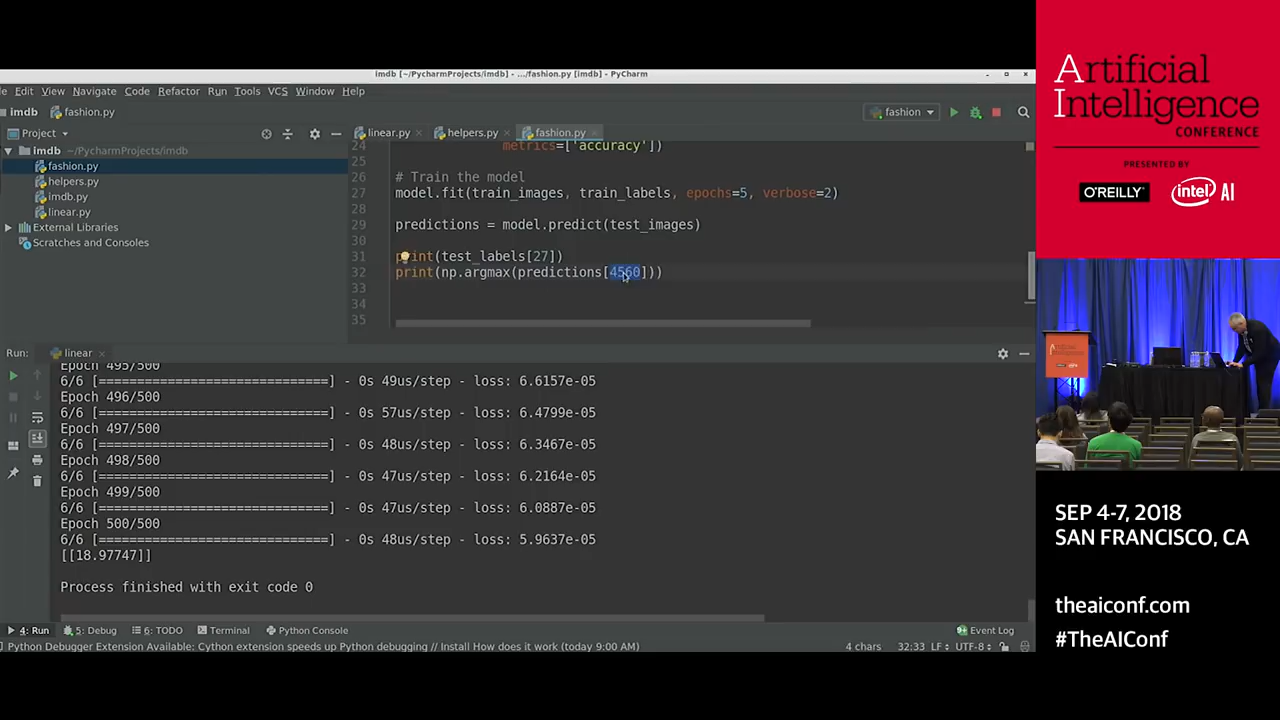 imdb [~/PycharmProjects/imdb] - .../fashion.py [imdb] - PyCharm
Edit View Navigate Code Refactor Run Tools VCS Window Help
imdb fashion.py
fashion
Project
linear.py helpers.py fashion.py
imdb ~/PycharmProjects/imdb
fashion.py
helpers.py
imdb.py
linear.py
External Libraries
Scratches and Consoles
24 metrics=['accuracy'])
25
26 # Train the model
27 model.fit(train_images, train_labels, epochs=5, verbose=2)
28
29 predictions = model.predict(test_images)
30
31 print(test_labels[27])
32 print(np.argmax(predictions[4560]))
33
34
35
Run: linear
Epoch 495/500
6/6 [==============================] - 0s 49us/step - loss: 6.6157e-05
Epoch 496/500
6/6 [==============================] - 0s 57us/step - loss: 6.4799e-05
Epoch 497/500
6/6 [==============================] - 0s 48us/step - loss: 6.3467e-05
Epoch 498/500
6/6 [==============================] - 0s 47us/step - loss: 6.2164e-05
Epoch 499/500
6/6 [==============================] - 0s 47us/step - loss: 6.0887e-05
Epoch 500/500
6/6 [==============================] - 0s 48us/step - loss: 5.9637e-05
[[18.97747]]
Process finished with exit code 0
4: Run 5: Debug 6: TODO Terminal Python Console Event Log
Python Debugger Extension Available: Cython extension speeds up Python debugging // Install How does it work (today 9:00 AM)
4 chars 32:33 LF UTF-8
Artificial
Intelligence
CONFERENCE
PRESENTED BY
O'REILLY intel AI
Artificial
Intelligence
SEP 4-7, 2018
SAN FRANCISCO, CA
theaiconf.com
#TheAIConf